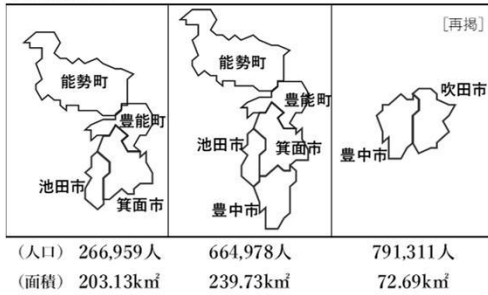 [再掲]
能勢町
豊能町
池田市
箕面市
能勢町
豊能町
池田市
箕面市
豊中市
吹田市
豊中市
（人口） 266,959人 664,978人 791,311人
（面積） 203.13k㎡ 239.73k㎡ 72.69k㎡